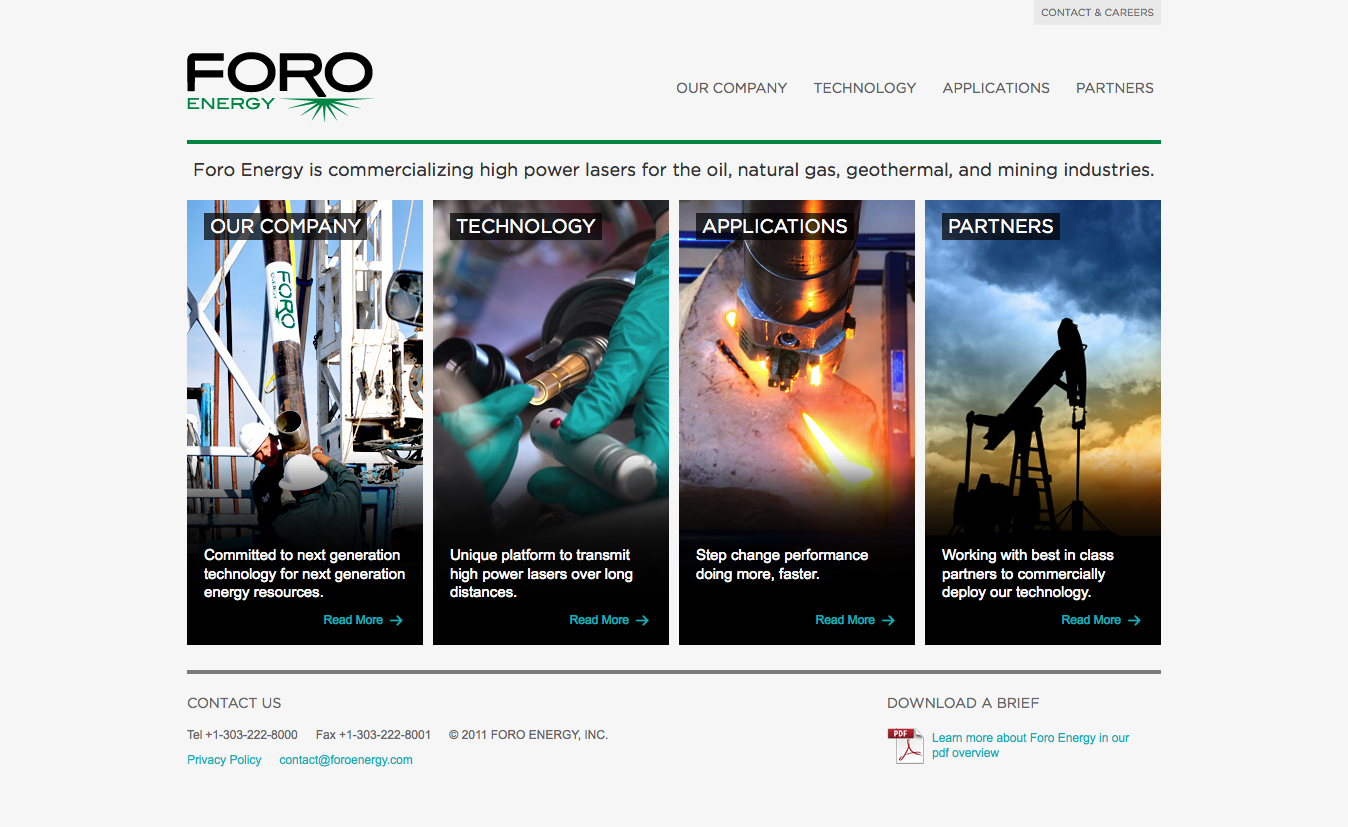 CONTACT & CAREERS
FORO
ENERGY
OUR COMPANY TECHNOLOGY APPLICATIONS PARTNERS
Foro Energy is commercializing high power lasers for the oil, natural gas, geothermal, and mining industries.
OUR COMPANY
FORO
ENERGY
Committed to next generation
technology for next generation
energy resources.
Read More
TECHNOLOGY
Unique platform to transmit
high power lasers over long
distances.
Read More
APPLICATIONS
Step change performance
doing more, faster.
Read More
PARTNERS
Working with best in class
partners to commercially
deploy our technology.
Read More
CONTACT US
Tel +1-303-222-8000 Fax +1-303-222-8001 © 2011 FORO ENERGY, INC.
Privacy Policy contact@foroenergy.com
DOWNLOAD A BRIEF
PDF
Learn more about Foro Energy in our
pdf overview